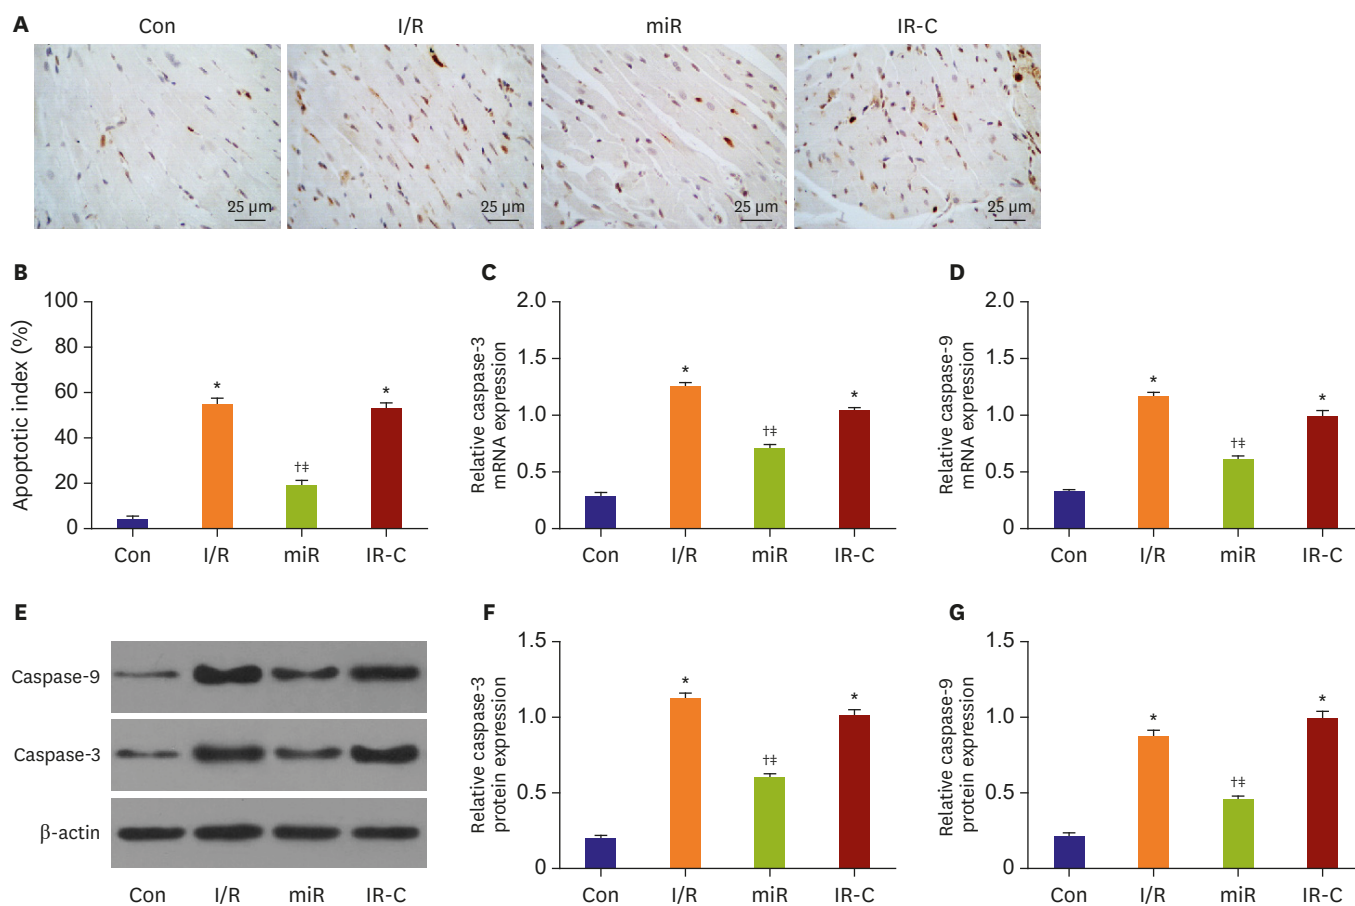 A
Con
I/R
miR
IR-C
25 μm
25 μm
25 μm
25 μm
B
Apoptotic index (%)
100
80
60
40
20
0
*
†‡
*
Con
I/R
miR
IR-C
C
Relative caspase-3
mRNA expression
2.0
1.5
1.0
0.5
0
*
†‡
*
Con
I/R
miR
IR-C
D
Relative caspase-9
mRNA expression
2.0
1.5
1.0
0.5
0
*
†‡
*
Con
I/R
miR
IR-C
E
Caspase-9
Caspase-3
β-actin
Con
I/R
miR
IR-C
F
Relative caspase-3
protein expression
1.5
1.0
0.5
0
*
†‡
*
Con
I/R
miR
IR-C
G
Relative caspase-9
protein expression
1.5
1.0
0.5
0
*
†‡
*
Con
I/R
miR
IR-C